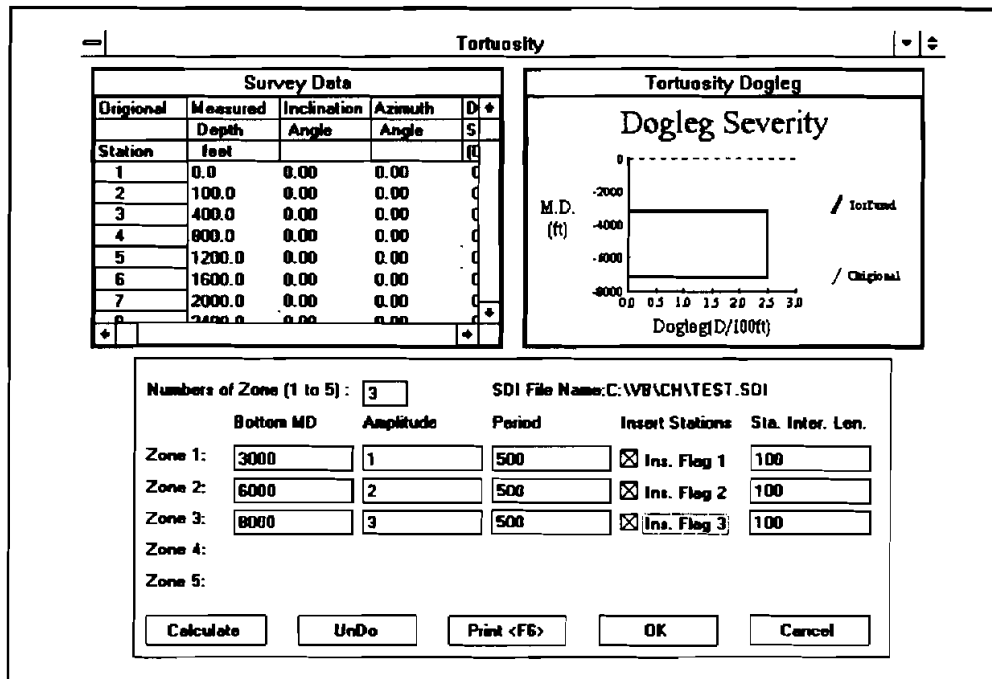 Tortuosity
Survey Data
Origional Measured Inclination Azimuth D
Depth Angle Angle S
Station feet
1 0.0 0.00 0.00
2 100.0 0.00 0.00
3 400.0 0.00 0.00
4 800.0 0.00 0.00
5 1200.0 0.00 0.00
6 1600.0 0.00 0.00
7 2000.0 0.00 0.00
2400.0 0.00 0.00
Tortuosity Dogleg
Dogleg Severity
M.D.
(ft)
0
-2000
-4000
-6000
-8000
0.0 0.5 1.0 1.5 2.0 2.5 3.0
Dogleg(D/100ft)
Origional
Numbers of Zone (1 to 5) : 3 SDI File Name:C:\VB\CH\TEST.SDI
Bottom MD Amplitude Period Insert Stations Sta. Inter. Len.
Zone 1: 3000 1 500 Ins. Flag 1 100
Zone 2: 6000 2 500 Ins. Flag 2 100
Zone 3: 8000 3 500 Ins. Flag 3 100
Zone 4:
Zone 5:
Calculate UnDo Print <F6> OK Cancel